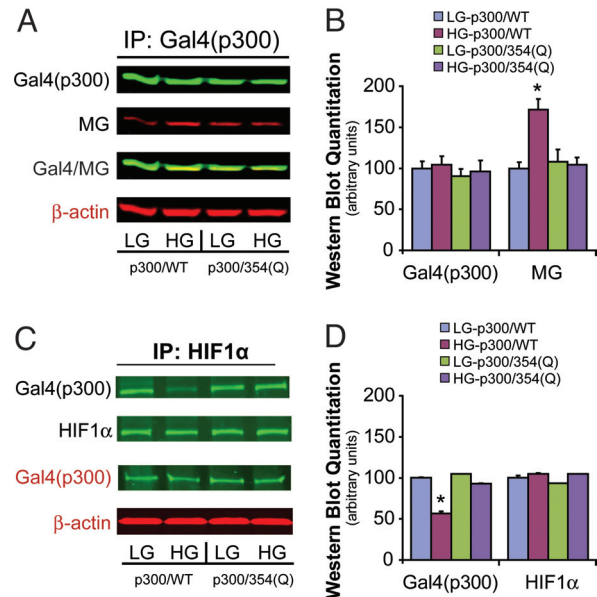 A
IP: Gal4(p300)
Gal4(p300)
MG
Gal4/MG
β-actin
LG HG LG HG
p300/WT p300/354(Q)
B
LG-p300/WT
HG-p300/WT
LG-p300/354(Q)
HG-p300/354(Q)
Western Blot Quantitation
(arbitrary units)
200
150
100
50
0
*
Gal4(p300) MG
C
IP: HIF1α
Gal4(p300)
HIF1α
Gal4(p300)
β-actin
LG HG LG HG
p300/WT p300/354(Q)
D
LG-p300/WT
HG-p300/WT
LG-p300/354(Q)
HG-p300/354(Q)
Western Blot Quantitation
(arbitrary units)
200
150
100
50
0
*
Gal4(p300) HIF1α